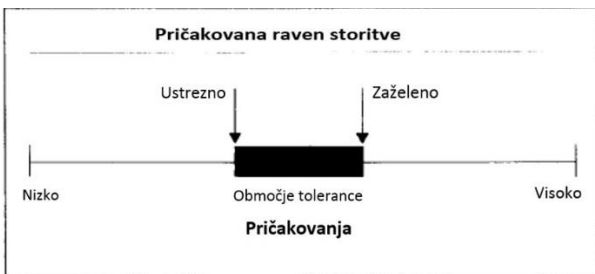 Pričakovana raven storitve
Ustrezno Zaželeno
Nizko Območje tolerance Visoko
Pričakovanja